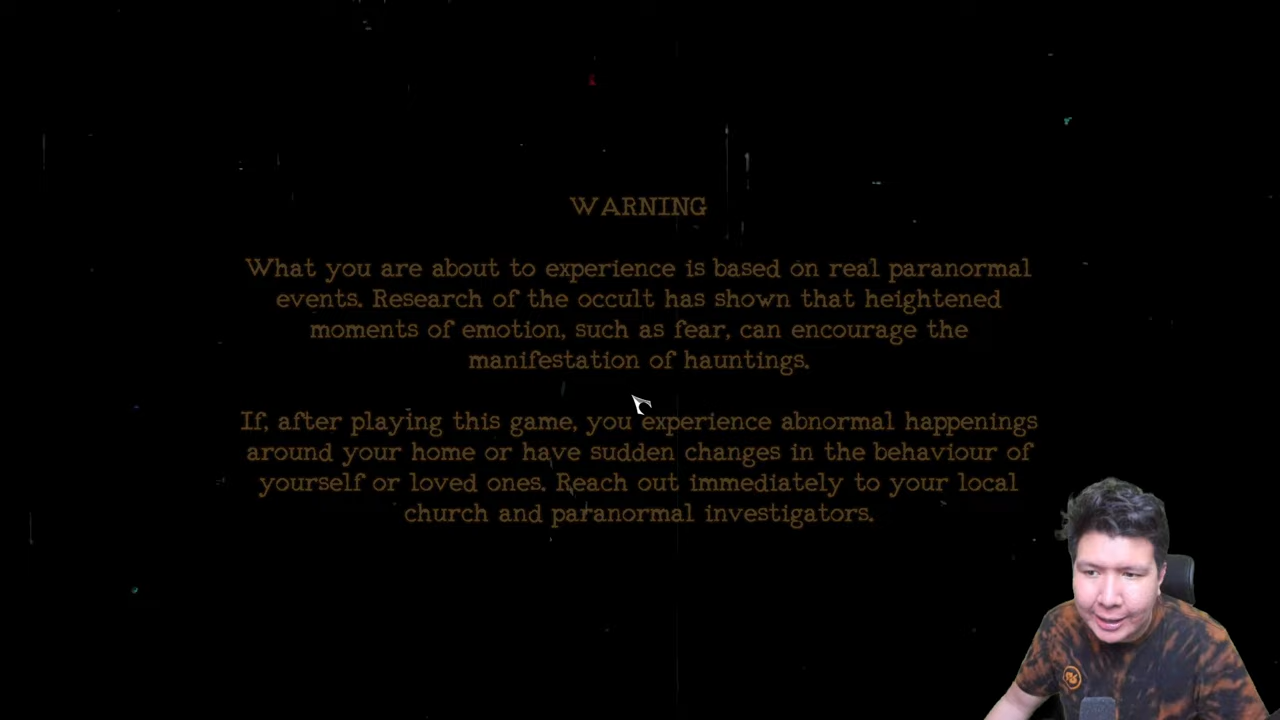 WARNING
What you are about to experience is based on real paranormal
events. Research of the occult has shown that heightened
moments of emotion, such as fear, can encourage the
manifestation of hauntings.
If, after playing this game, you experience abnormal happenings
around your home or have sudden changes in the behaviour of
yourself or loved ones. Reach out immediately to your local
church and paranormal investigators.